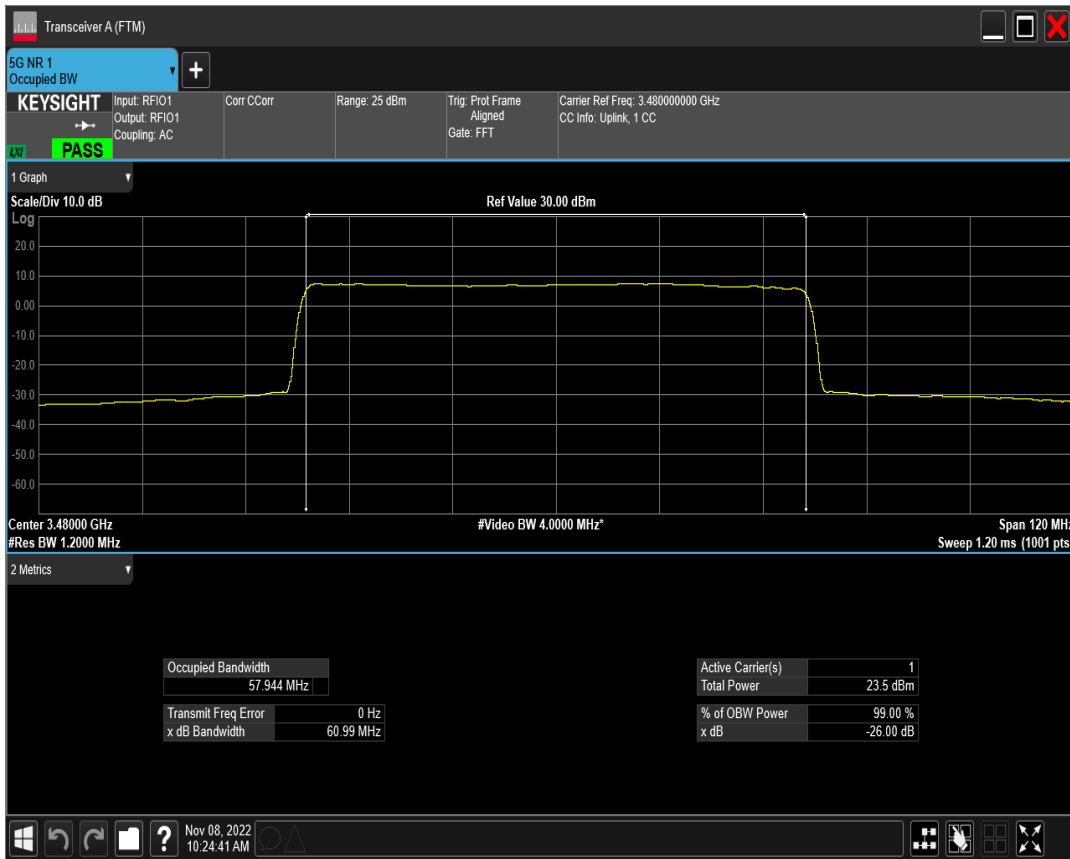 Transceiver A (FTM)
5G NR 1
Occupied BW
+
KEYSIGHT
LXI
PASS
Input: RFIO1
Output: RFIO1
Coupling: AC
Corr CCorr
Range: 25 dBm
Trig: Prot Frame
Aligned
Gate: FFT
Carrier Ref Freq: 3.480000000 GHz
CC Info: Uplink, 1 CC
1 Graph
Scale/Div 10.0 dB
Ref Value 30.00 dBm
Log
20.0
10.0
0.00
-10.0
-20.0
-30.0
-40.0
-50.0
-60.0
Center 3.48000 GHz
#Video BW 4.0000 MHz*
Span 120 MHz
#Res BW 1.2000 MHz
Sweep 1.20 ms (1001 pts
2 Metrics
Occupied Bandwidth
57.944 MHz
Transmit Freq Error 0 Hz
x dB Bandwidth 60.99 MHz
Active Carrier(s) 1
Total Power 23.5 dBm
% of OBW Power 99.00 %
x dB -26.00 dB
?
Nov 08, 2022
10:24:41 AM